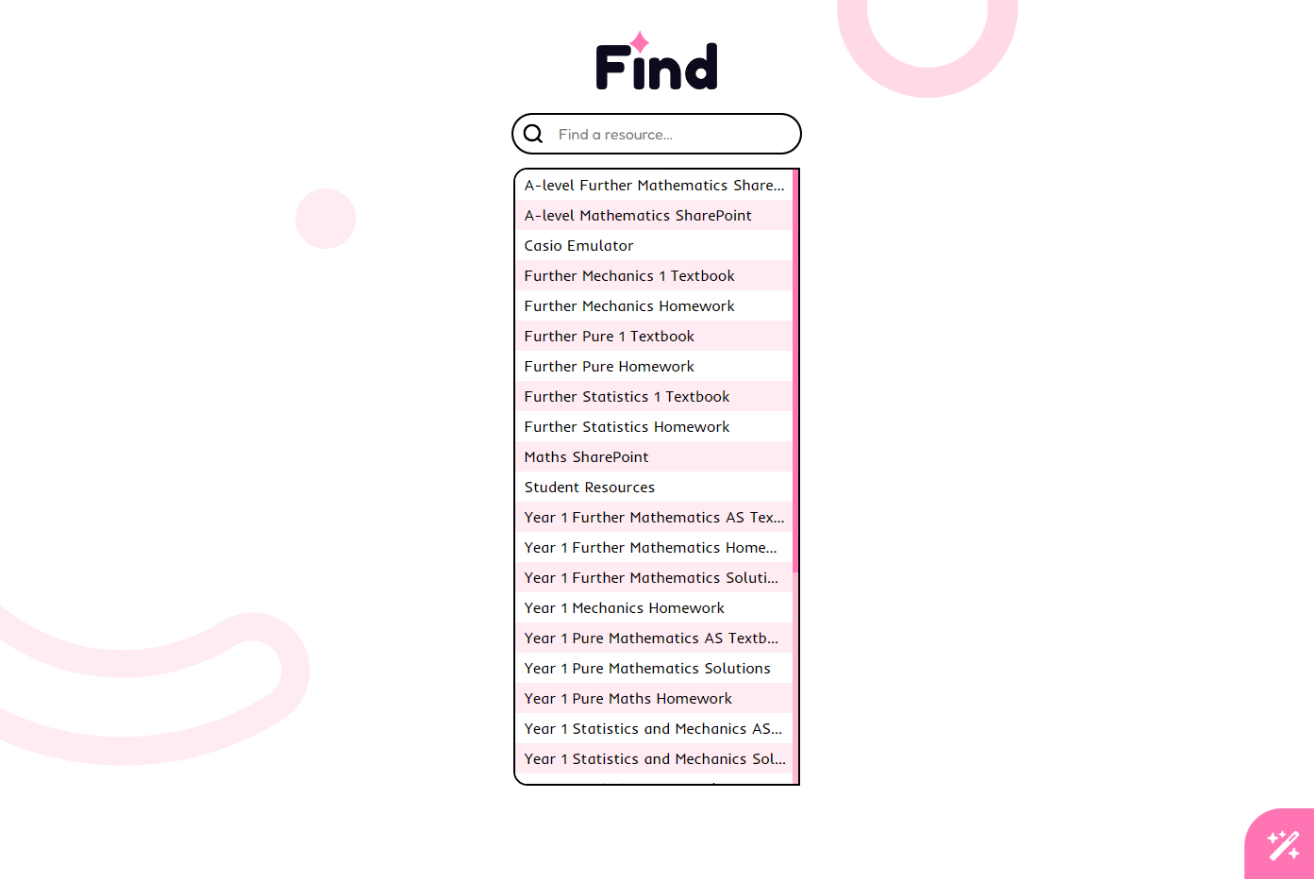 Find
Find a resource...
A-level Further Mathematics Share...
A-level Mathematics SharePoint
Casio Emulator
Further Mechanics 1 Textbook
Further Mechanics Homework
Further Pure 1 Textbook
Further Pure Homework
Further Statistics 1 Textbook
Further Statistics Homework
Maths SharePoint
Student Resources
Year 1 Further Mathematics AS Tex...
Year 1 Further Mathematics Home...
Year 1 Further Mathematics Soluti...
Year 1 Mechanics Homework
Year 1 Pure Mathematics AS Textb...
Year 1 Pure Mathematics Solutions
Year 1 Pure Maths Homework
Year 1 Statistics and Mechanics AS...
Year 1 Statistics and Mechanics Sol...